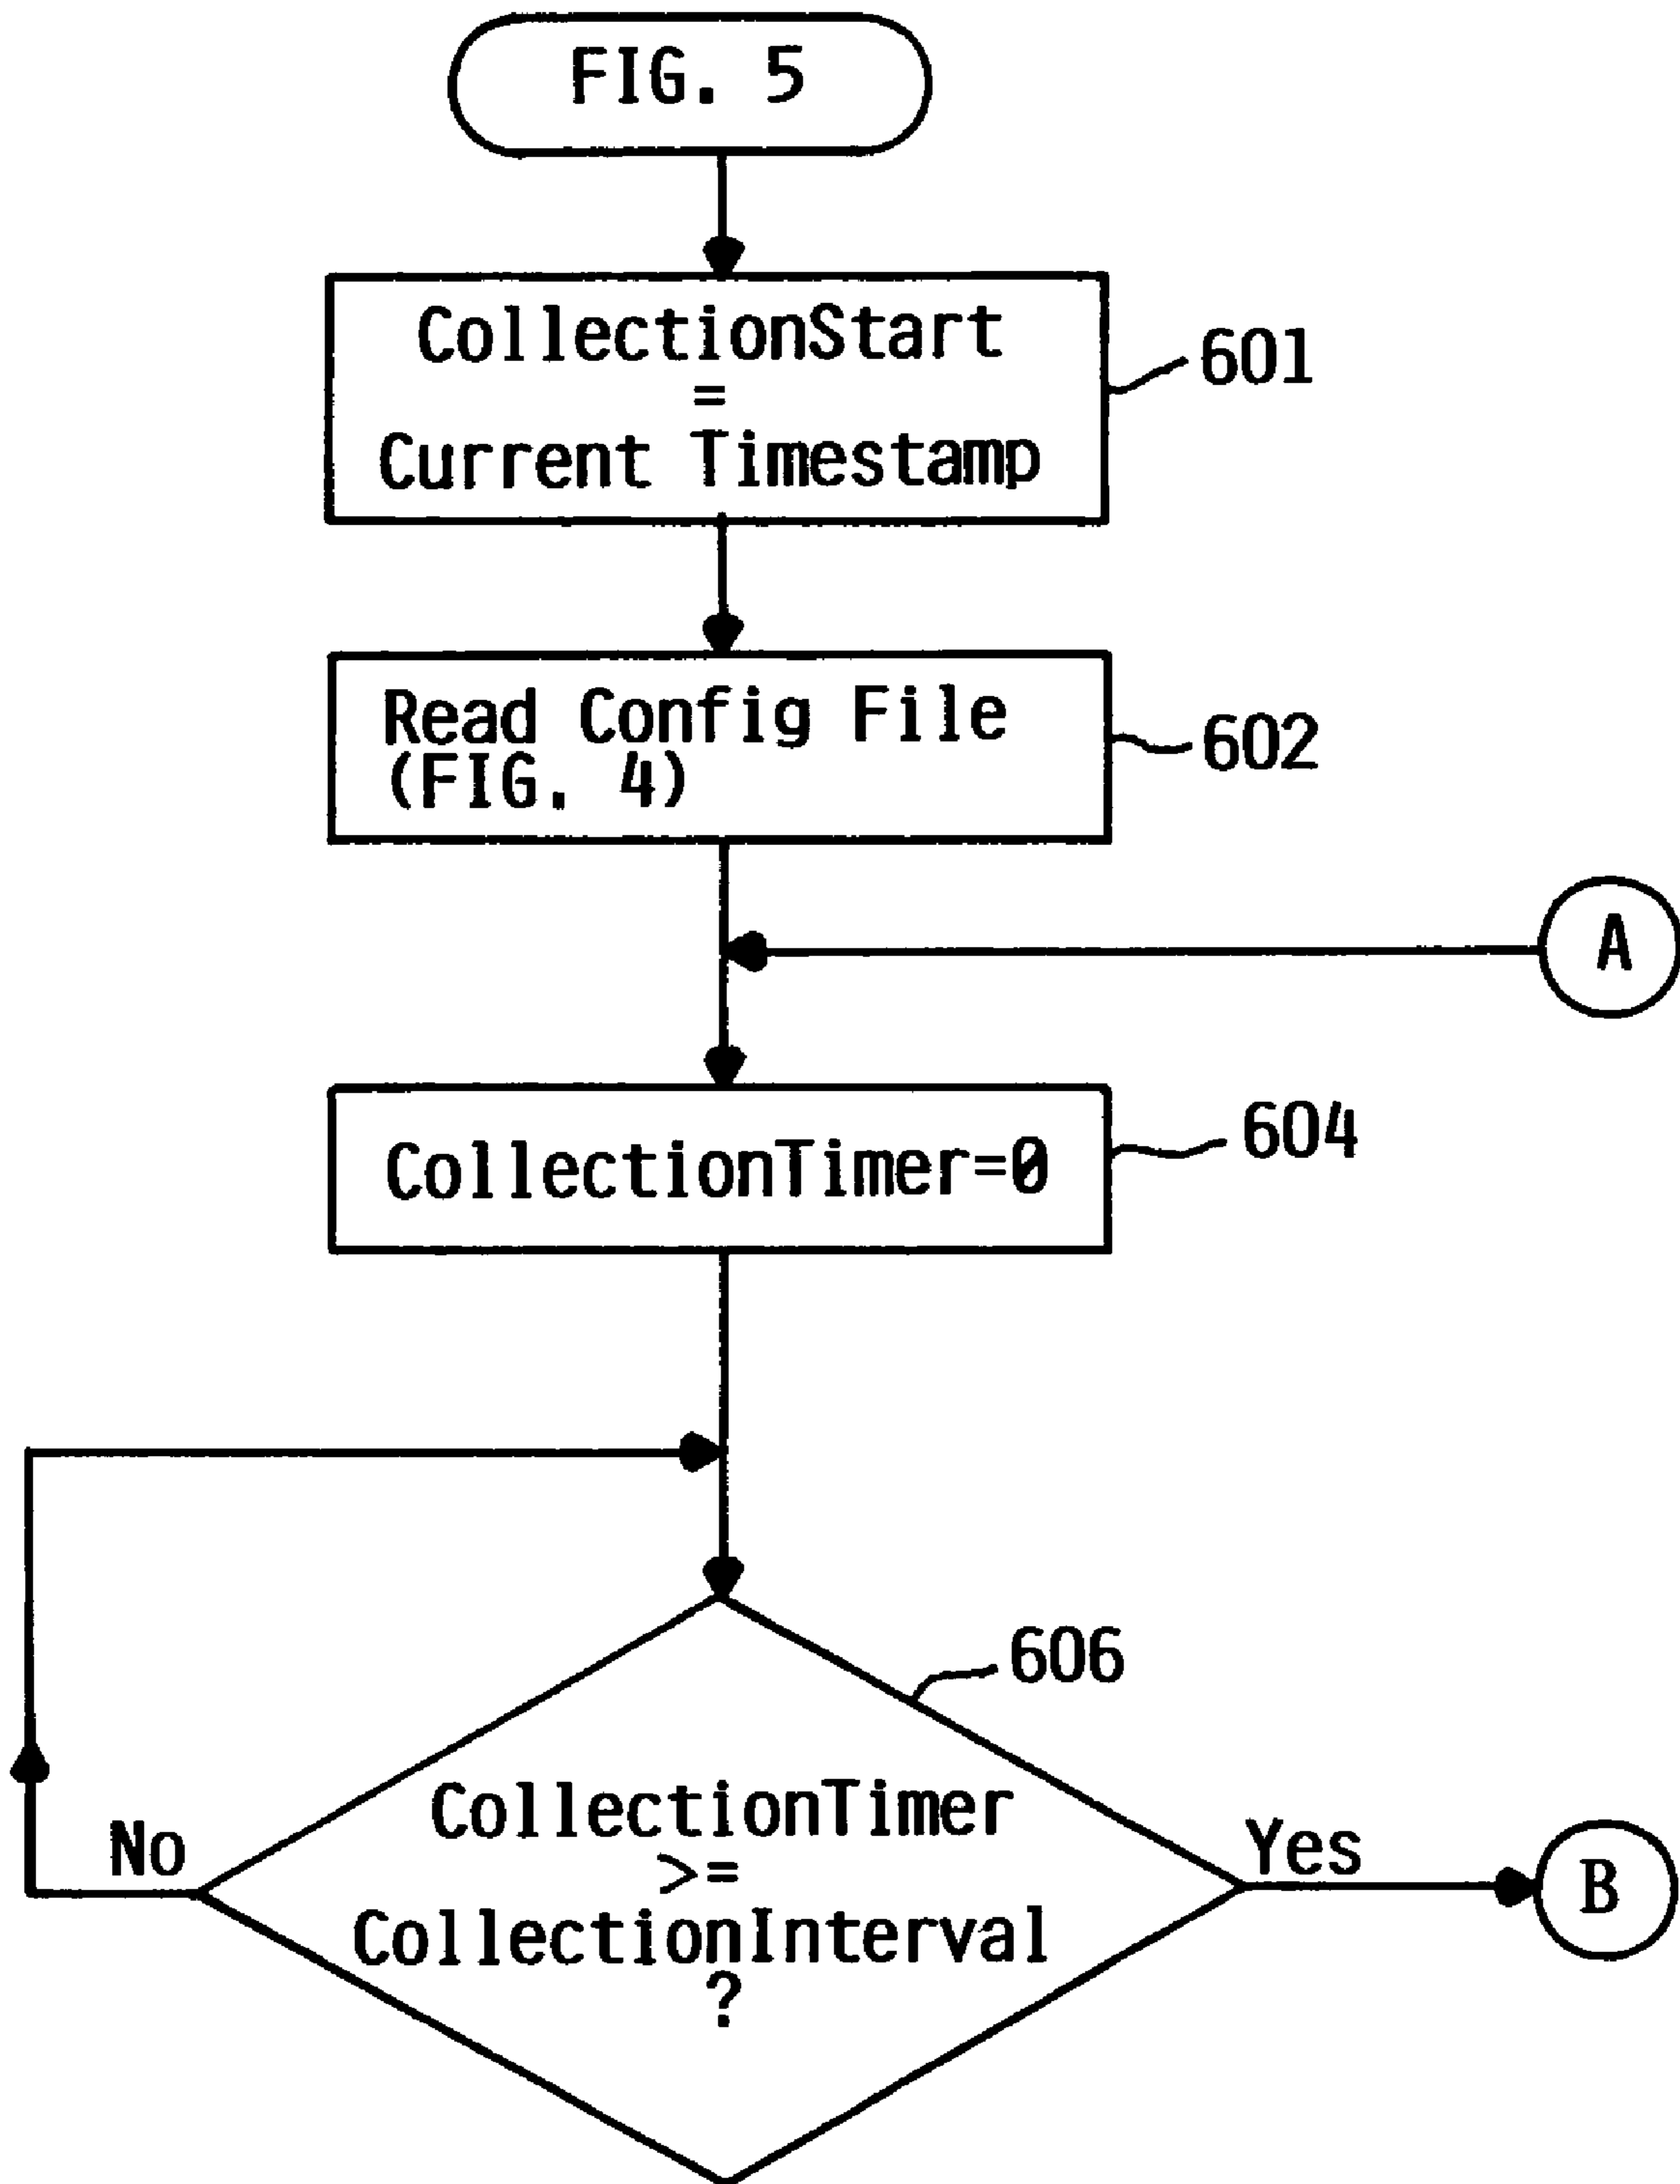 FIG. 5
CollectionStart
=
Current Timestamp
601
Read Config File
(FIG. 4)
602
A
CollectionTimer=0
604
606
CollectionTimer
>=
CollectionInterval
?
No
Yes
B